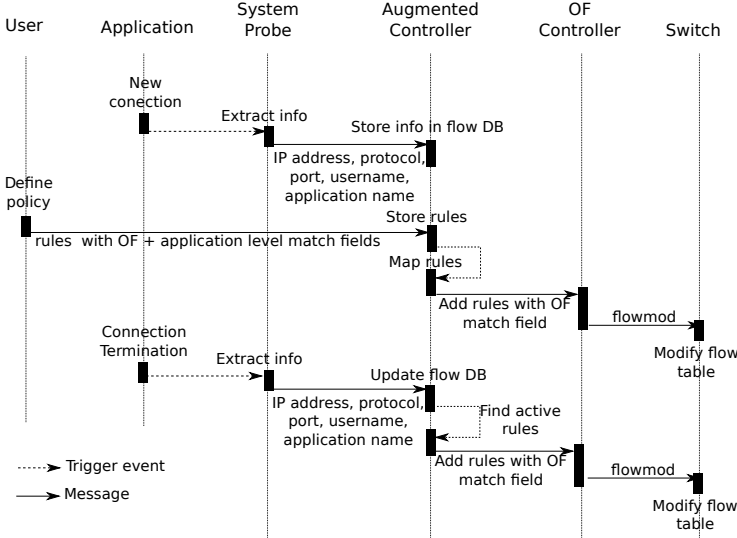 User
Application
System
Probe
Augmented
Controller
OF
Controller
Switch
New
conection
Extract info
Store info in flow DB
IP address, protocol,
port, username,
application name
Define
policy
Store rules
rules with OF + application level match fields
Map rules
Add rules with OF
match field
flowmod
Modify flow
table
Connection
Termination
Extract info
Update flow DB
IP address, protocol,
port, username,
application name
Find active
rules
Add rules with OF
match field
flowmod
Modify flow
table
Trigger event
Message